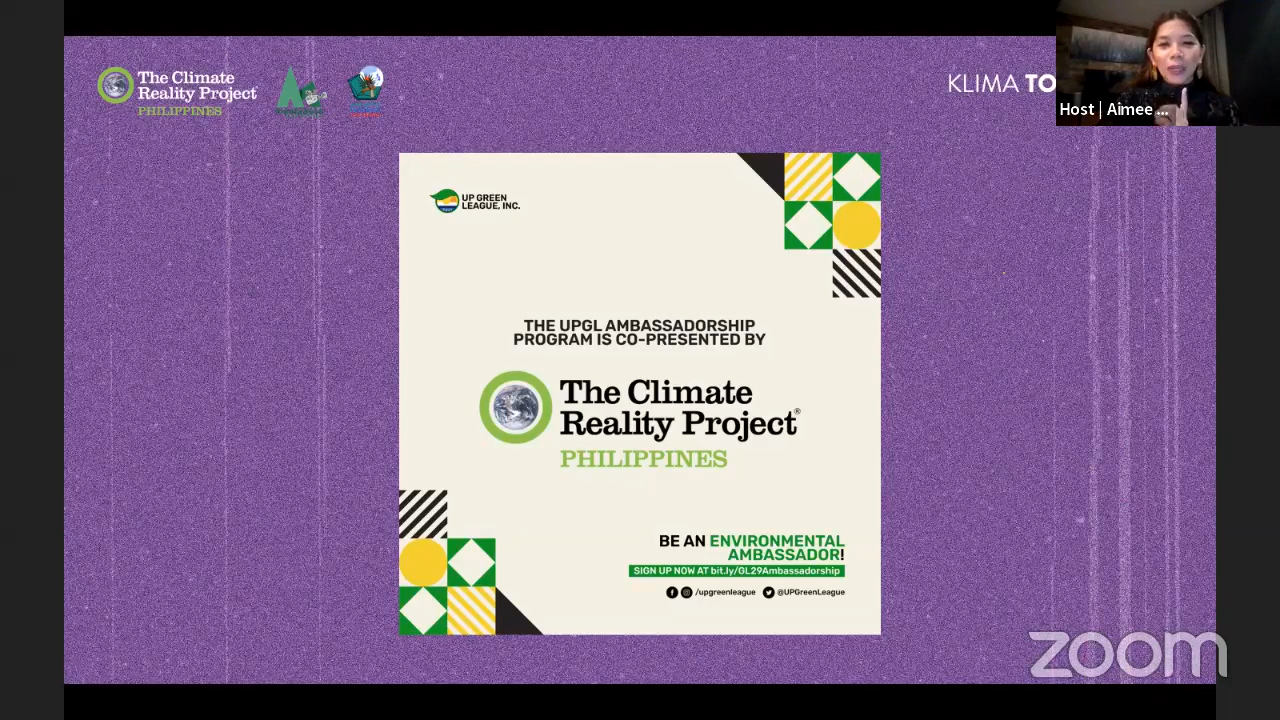 The Climate
Reality Project
PHILIPPINES
KLIMA TO
Host | Aimee ...
UP GREEN
LEAGUE, INC.
THE UPGL AMBASSADORSHIP
PROGRAM IS CO-PRESENTED BY
The Climate
Reality Project®
PHILIPPINES
BE AN ENVIRONMENTAL
AMBASSADOR!
SIGN UP NOW AT bit.ly/GL29Ambassadorship
/upgreenleague @UPGreenLeague
zoom